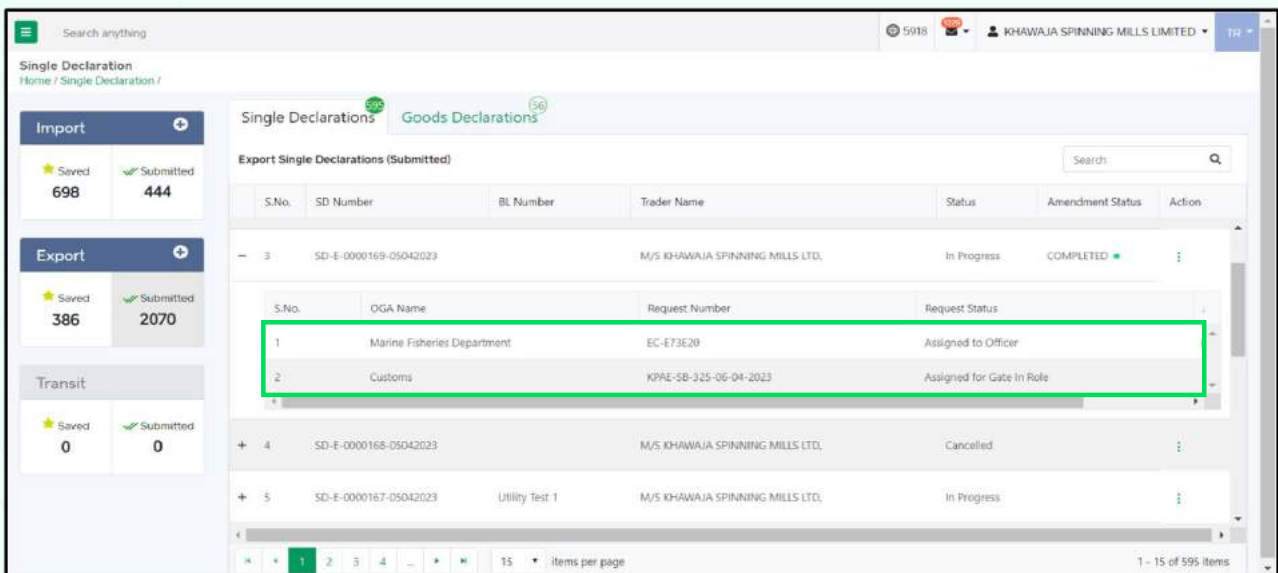 Search anything
5918
5229
KHAWAJA SPINNING MILLS LIMITED
TR
Single Declaration
Home / Single Declaration /
Import
Saved
Submitted
698
444
Export
Saved
Submitted
386
2070
Transit
Saved
Submitted
0
0
Single Declarations 595
Goods Declarations 56
Export Single Declarations (Submitted)
Search
S.No. SD Number BL Number Trader Name Status Amendment Status Action
3 SD-E-0000169-05042023 M/S KHAWAJA SPINNING MILLS LTD, In Progress COMPLETED
S.No. OGA Name Request Number Request Status
1 Marine Fisheries Department EC-E73E20 Assigned to Officer
2 Customs KPAE-SB-325-06-04-2023 Assigned for Gate In Role
+ 4 SD-E-0000168-05042023 M/S KHAWAJA SPINNING MILLS LTD, Cancelled
+ 5 SD-E-0000167-05042023 Utility Test 1 M/S KHAWAJA SPINNING MILLS LTD, In Progress
1 2 3 4 ... 15 items per page 1 - 15 of 595 items